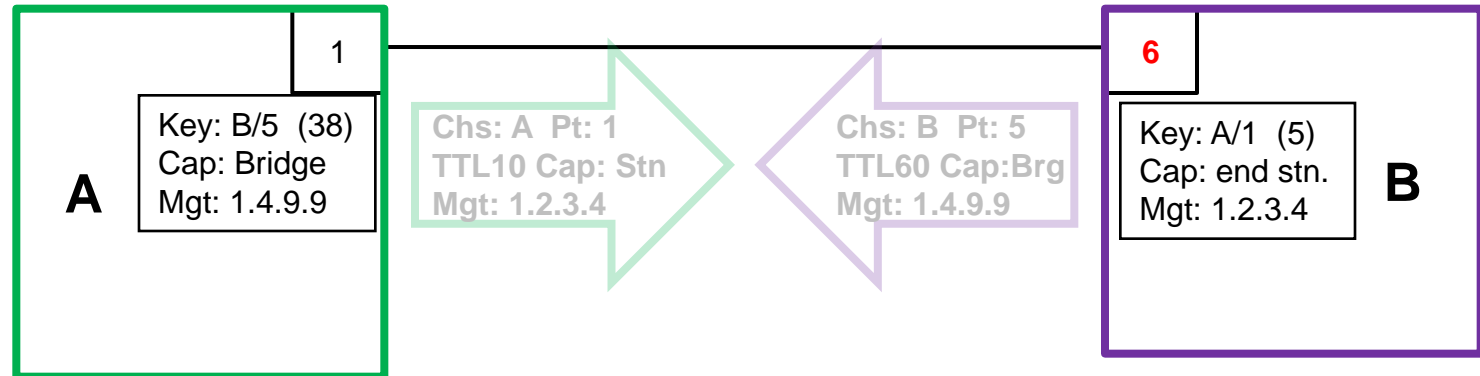 1
6
Key: B/5 (38)
Cap: Bridge
Mgt: 1.4.9.9
A
Chs: A Pt: 1
TTL10 Cap: Stn
Mgt: 1.2.3.4
Chs: B Pt: 5
TTL60 Cap:Brg
Mgt: 1.4.9.9
Key: A/1 (5)
Cap: end stn.
Mgt: 1.2.3.4
B